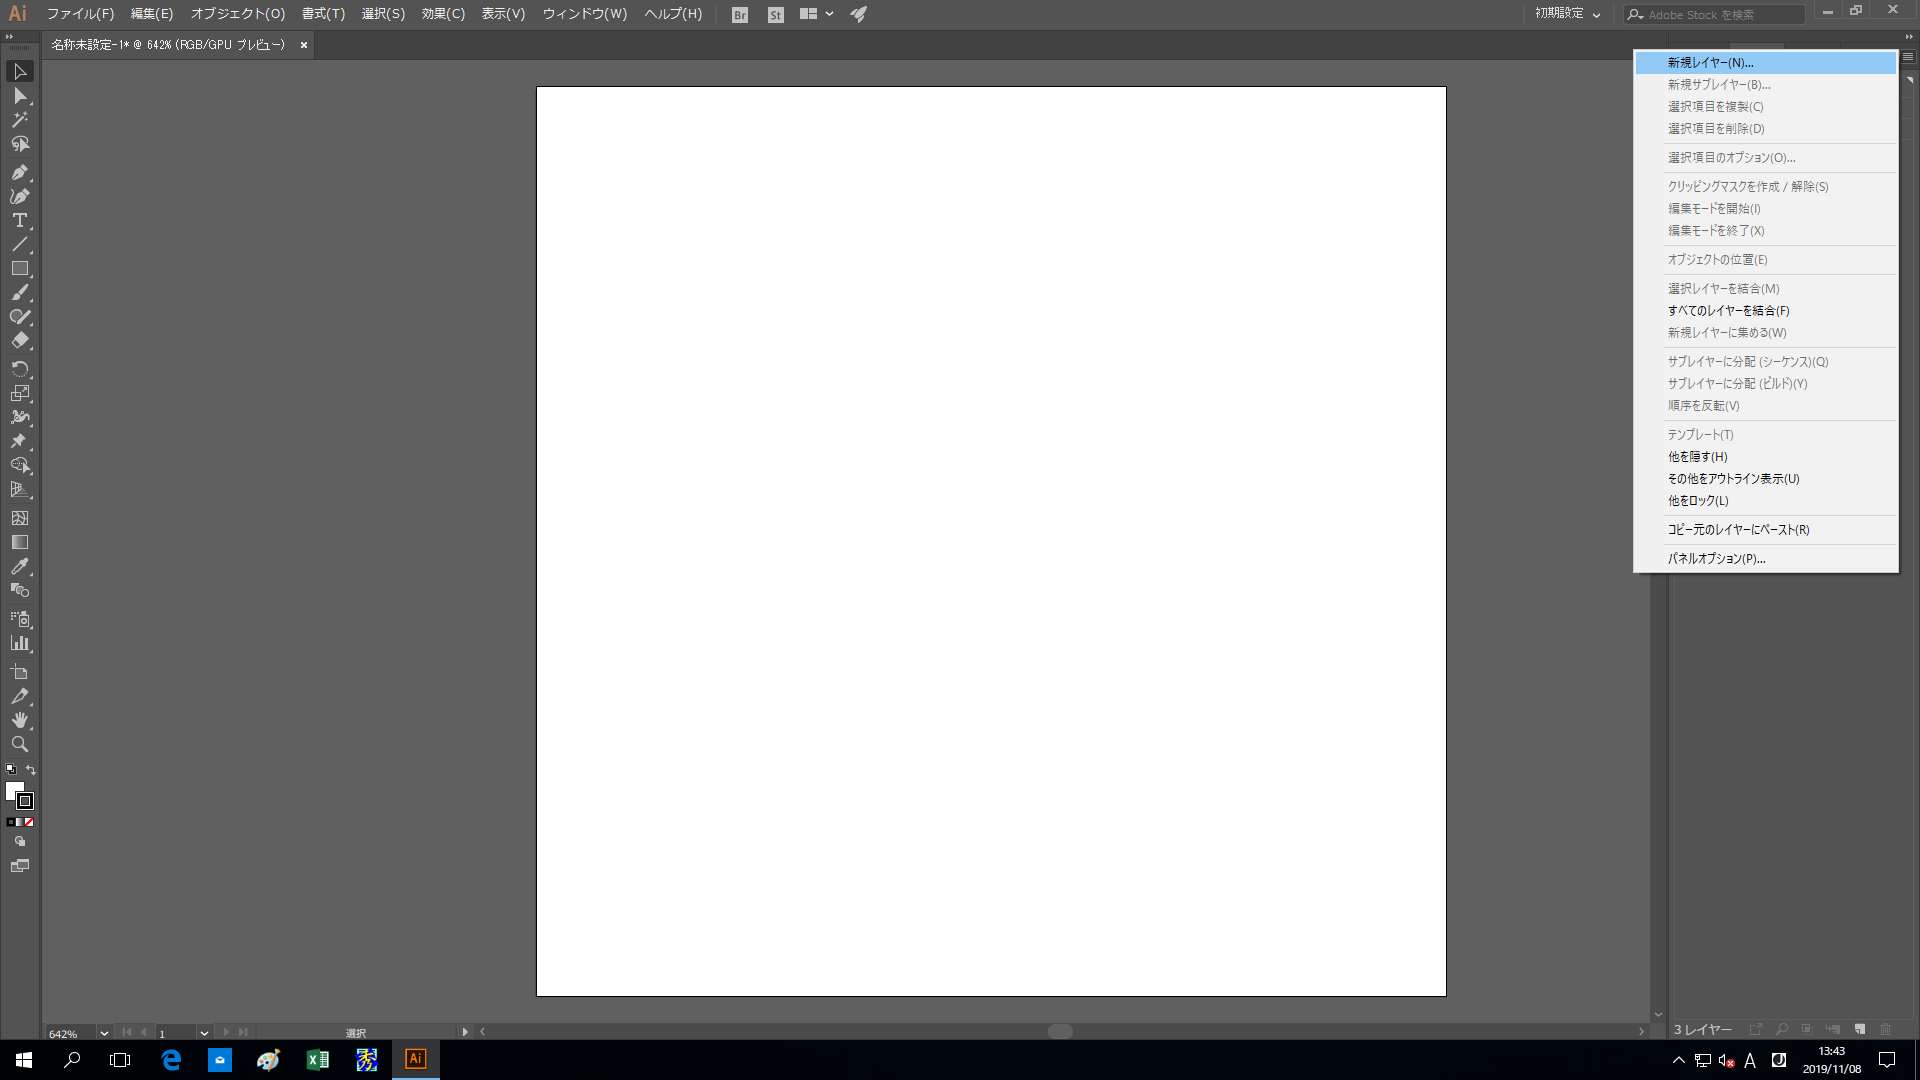 Ai ファイル(F) 編集(E) オブジェクト(O) 書式(T) 選択(S) 効果(C) 表示(V) ウィンドウ(W) ヘルプ(H) Br St 初期設定 Adobe Stock を検索
名称未設定-1* @ 642% (RGB/GPU プレビュー)
新規レイヤー(N)...
新規サブレイヤー(B)...
選択項目を複製(C)
選択項目を削除(D)
選択項目のオプション(O)...
クリッピングマスクを作成 / 解除(S)
編集モードを開始(I)
編集モードを終了(X)
オブジェクトの位置(E)
選択レイヤーを結合(M)
すべてのレイヤーを結合(F)
新規レイヤーに集める(W)
サブレイヤーに分配 (シーケンス)(Q)
サブレイヤーに分配 (ビルド)(Y)
順序を反転(V)
テンプレート(T)
他を隠す(H)
その他をアウトライン表示(U)
他をロック(L)
コピー元のレイヤーにペースト(R)
パネルオプション(P)...
642% 1 選択
3 レイヤー
秀 Ai A 13:43
2019/11/08